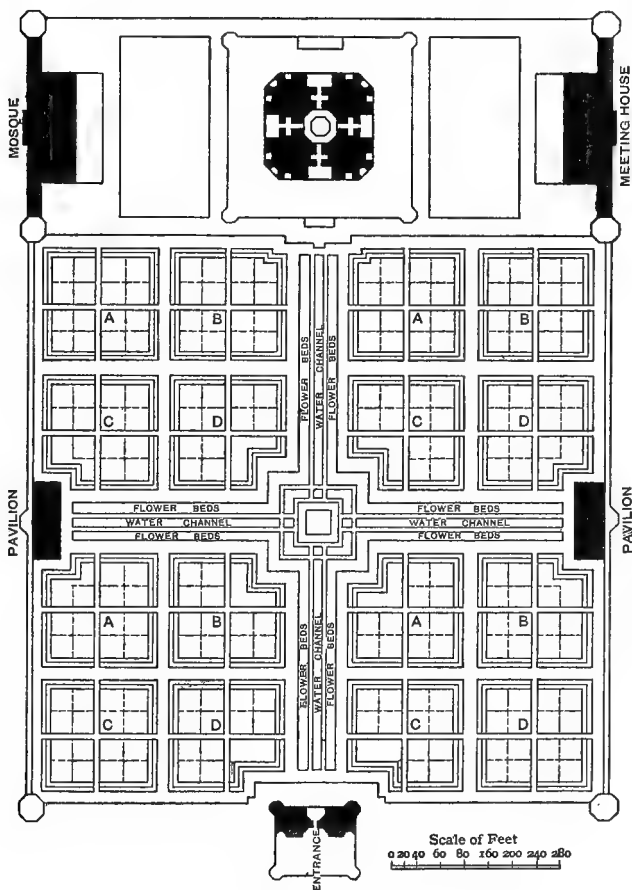 MOSQUE
MEETING HOUSE
A
B
A
B
FLOWER BEDS
WATER CHANNEL
FLOWER BEDS
C
D
C
D
PAVILION
FLOWER BEDS
WATER CHANNEL
FLOWER BEDS
FLOWER BEDS
WATER CHANNEL
FLOWER BEDS
PAVILION
A
B
A
B
FLOWER BEDS
WATER CHANNEL
FLOWER BEDS
C
D
C
D
ENTRANCE
Scale of Feet
0 20 40 60 80 160 200 240 280